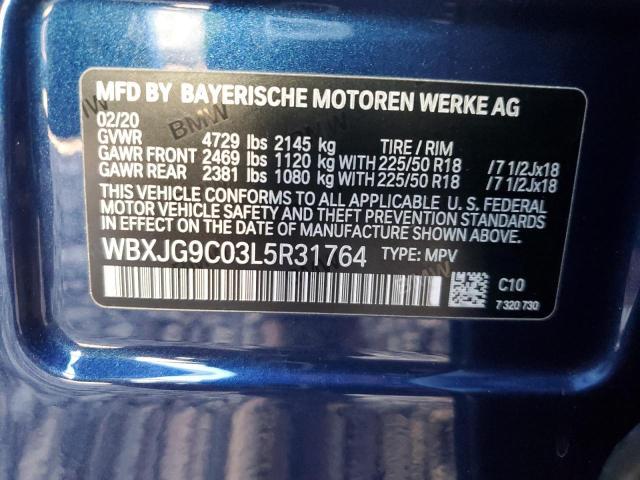 MFD BY BAYERISCHE MOTOREN WERKE AG
02/20
GVWR 4729 lbs 2145 kg TIRE / RIM
GAWR FRONT 2469 lbs 1120 kg WITH 225/50 R18 /7 1/2Jx18
GAWR REAR 2381 lbs 1080 kg WITH 225/50 R18 /7 1/2Jx18
THIS VEHICLE CONFORMS TO ALL APPLICABLE U. S. FEDERAL
MOTOR VEHICLE SAFETY AND THEFT PREVENTION STANDARDS
IN EFFECT ON THE DATE OF MANUFACTURE SHOWN ABOVE.
WBXJG9C03L5R31764 TYPE: MPV
C10
7 320 730
BMW
BMW
BMW